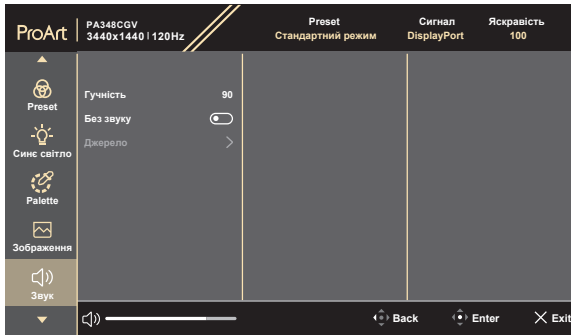 ProArt
PA348CGV
3440x1440 120Hz
Preset
Стандартний режим
Сигнал
DisplayPort
Яскравість
100
Preset
Синє світло
Palette
Зображення
Звук
Гучність 90
Без звуку
Джерело
Back
Enter
Exit